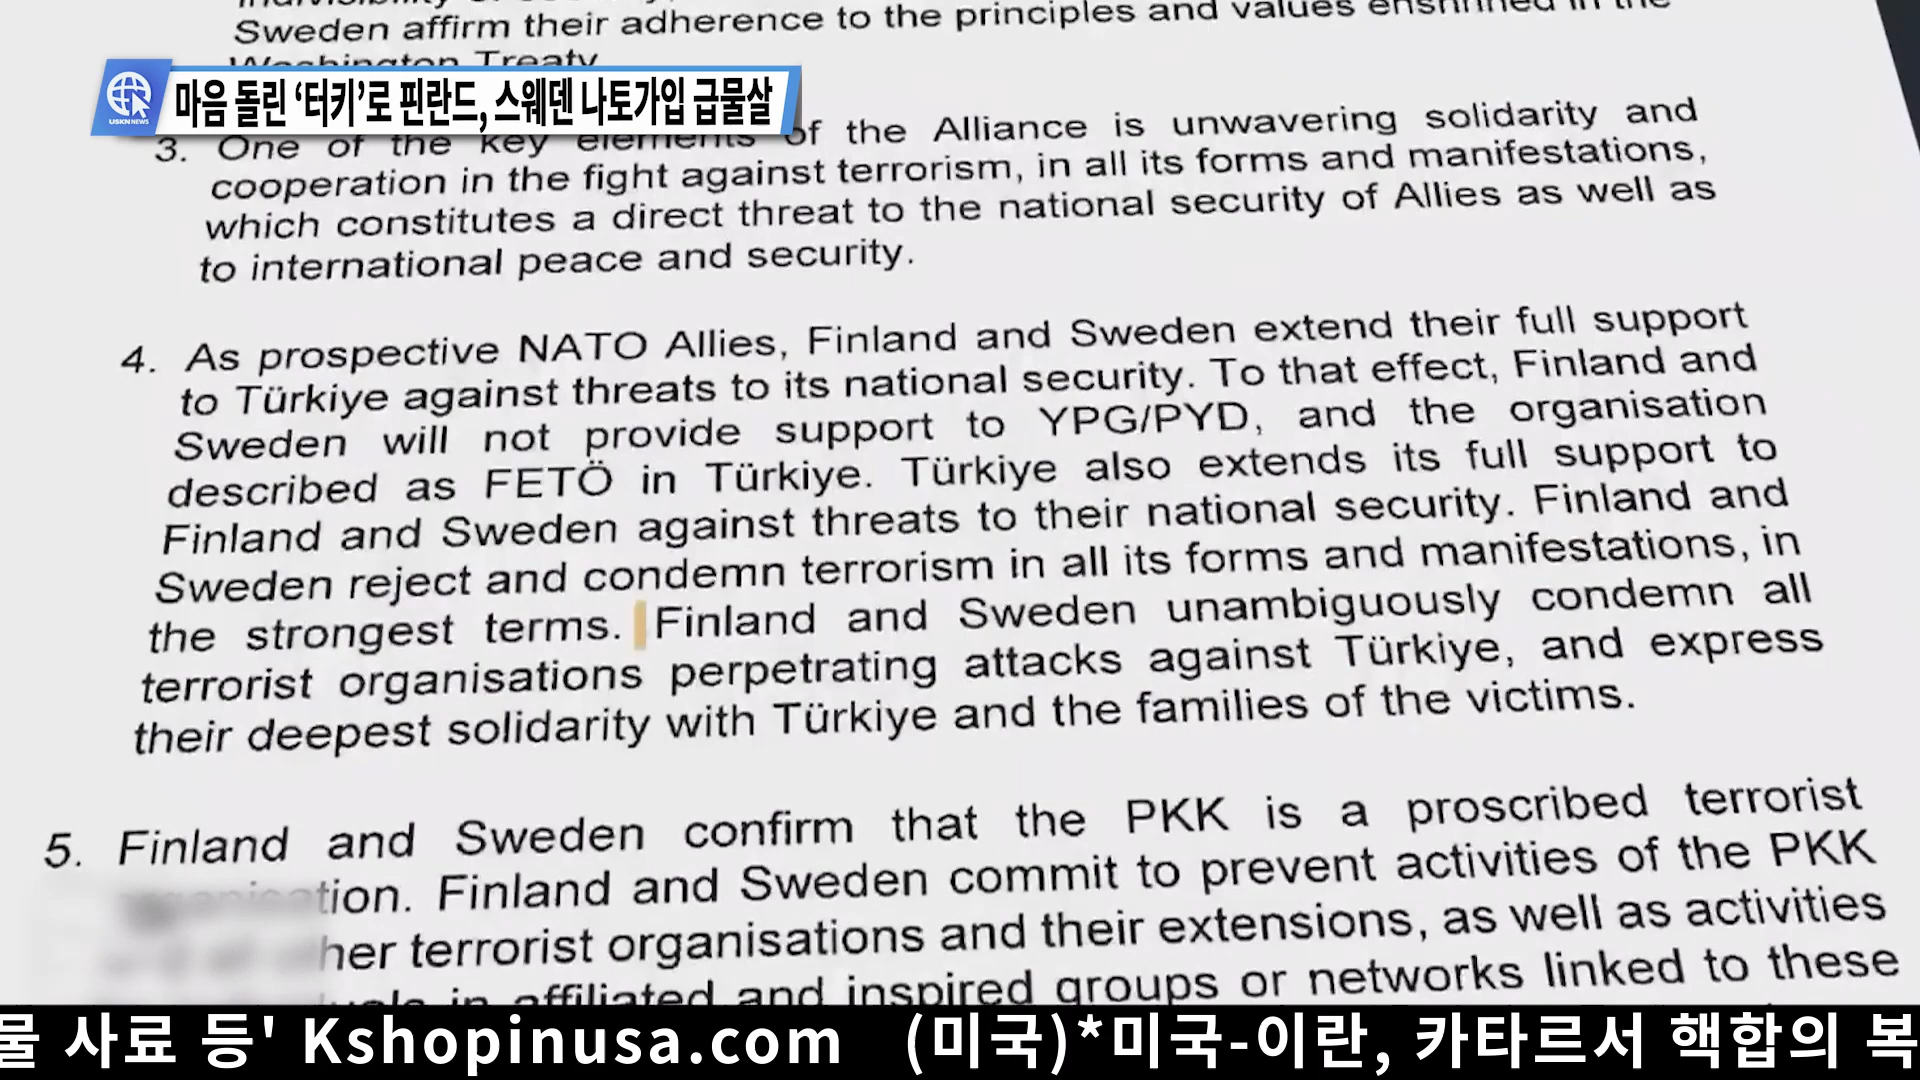 Sweden affirm their adherence to the principles and values enshrined in the
Washington Treaty
USKN NEWS
마음 돌린 ‘터키’로 핀란드, 스웨덴 나토가입 급물살
3. One of the key elements of the Alliance is unwavering solidarity and
cooperation in the fight against terrorism, in all its forms and manifestations,
which constitutes a direct threat to the national security of Allies as well as
to international peace and security.
4. As prospective NATO Allies, Finland and Sweden extend their full support
to Türkiye against threats to its national security. To that effect, Finland and
Sweden will not provide support to YPG/PYD, and the organisation
described as FETÖ in Türkiye. Türkiye also extends its full support to
Finland and Sweden against threats to their national security. Finland and
Sweden reject and condemn terrorism in all its forms and manifestations, in
the strongest terms. Finland and Sweden unambiguously condemn all
terrorist organisations perpetrating attacks against Türkiye, and express
their deepest solidarity with Türkiye and the families of the victims.
5. Finland and Sweden confirm that the PKK is a proscribed terrorist
organisation. Finland and Sweden commit to prevent activities of the PKK
her terrorist organisations and their extensions, as well as activities
in affiliated and inspired groups or networks linked to these
물 사료 등' Kshopinusa.com (미국)*미국-이란, 카타르서 핵합의 복